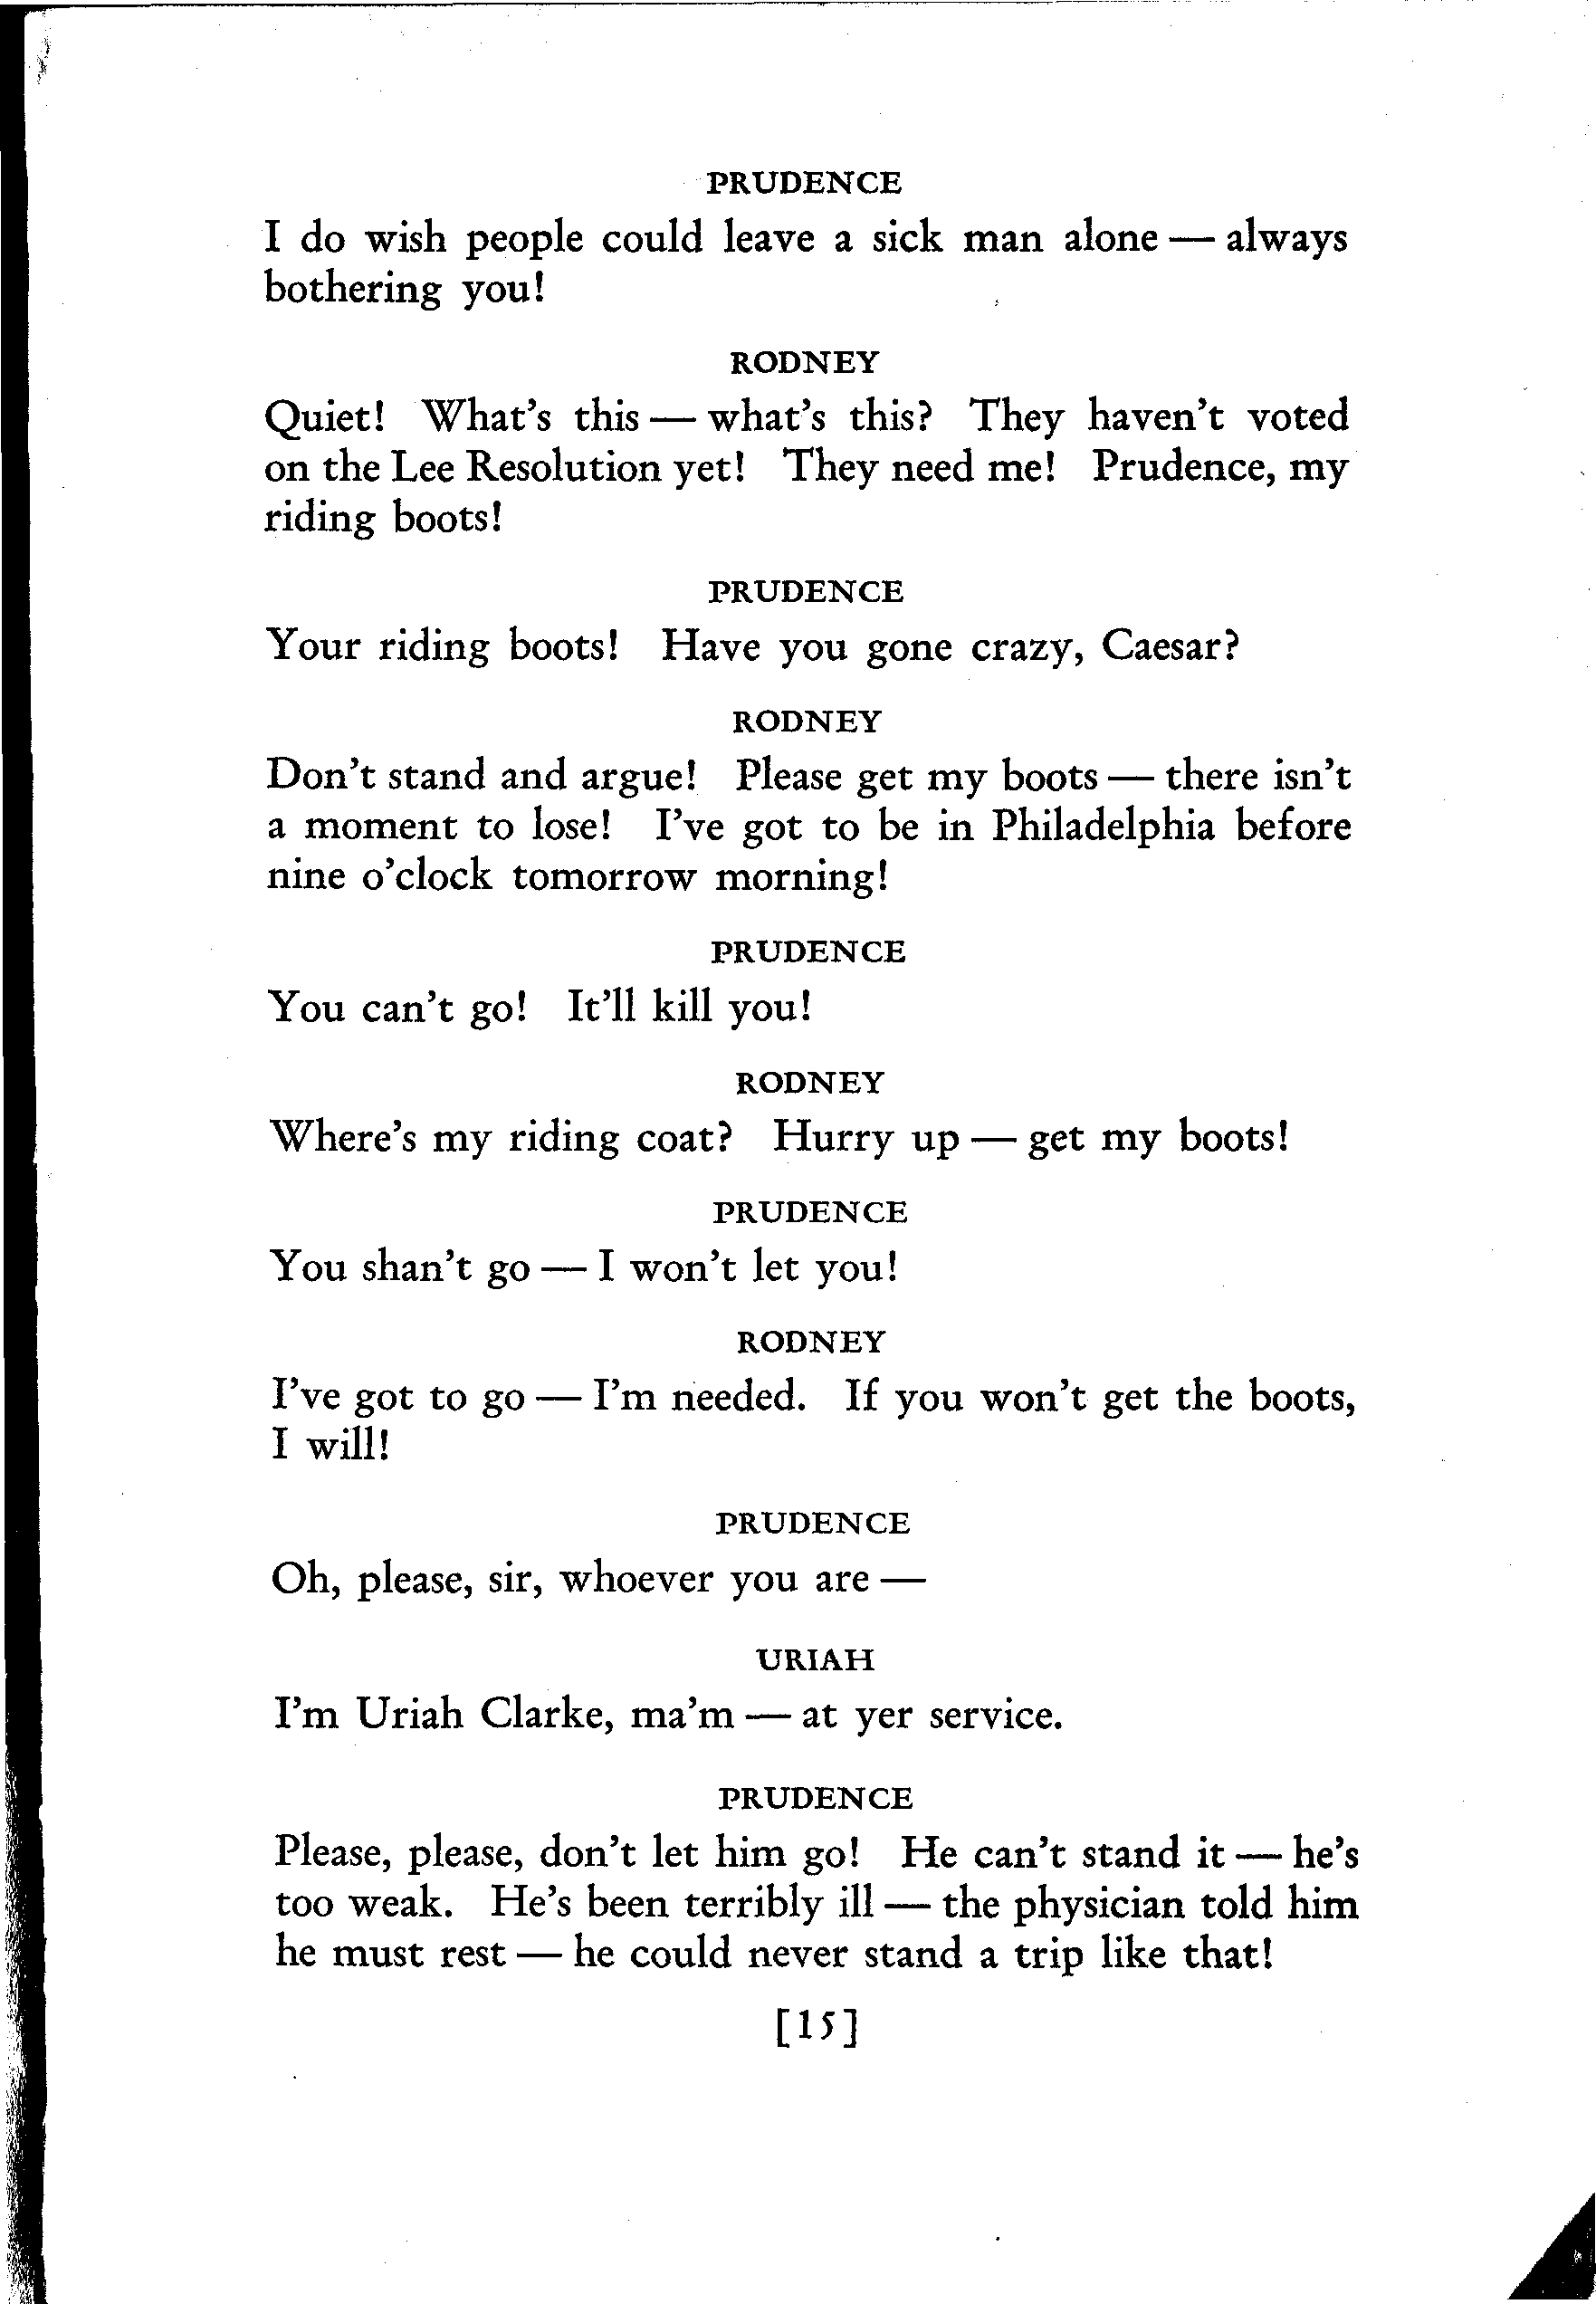 PRUDENCE
I do wish people could leave a sick man alone — always
bothering you!
RODNEY
Quiet! What's this — what's this? They haven't voted
on the Lee Resolution yet! They need me! Prudence, my
riding boots!
PRUDENCE
Your riding boots! Have you gone crazy, Caesar?
RODNEY
Don't stand and argue! Please get my boots — there isn't
a moment to lose! I've got to be in Philadelphia before
nine o'clock tomorrow morning!
PRUDENCE
You can't go! It'll kill you!
RODNEY
Where's my riding coat? Hurry up — get my boots!
PRUDENCE
You shan't go — I won't let you!
RODNEY
I've got to go — I'm needed. If you won't get the boots,
I will!
PRUDENCE
Oh, please, sir, whoever you are —
URIAH
I'm Uriah Clarke, ma'm — at yer service.
PRUDENCE
Please, please, don't let him go! He can't stand it — he's
too weak. He's been terribly ill — the physician told him
he must rest — he could never stand a trip like that!
[15]